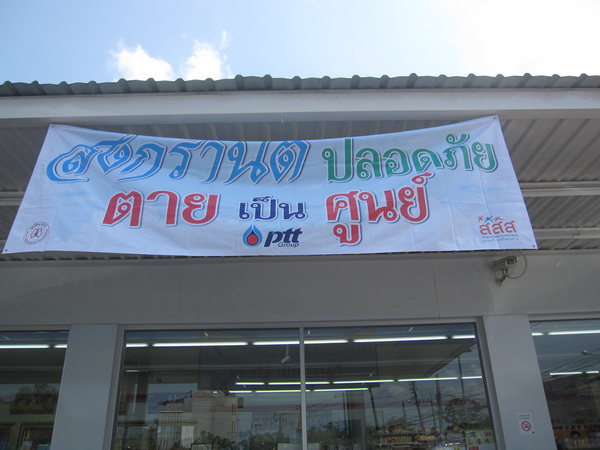 สงกรานต์ ปลอดภัย
ตาย เป็น ศูนย์
ptt
Group
สสส